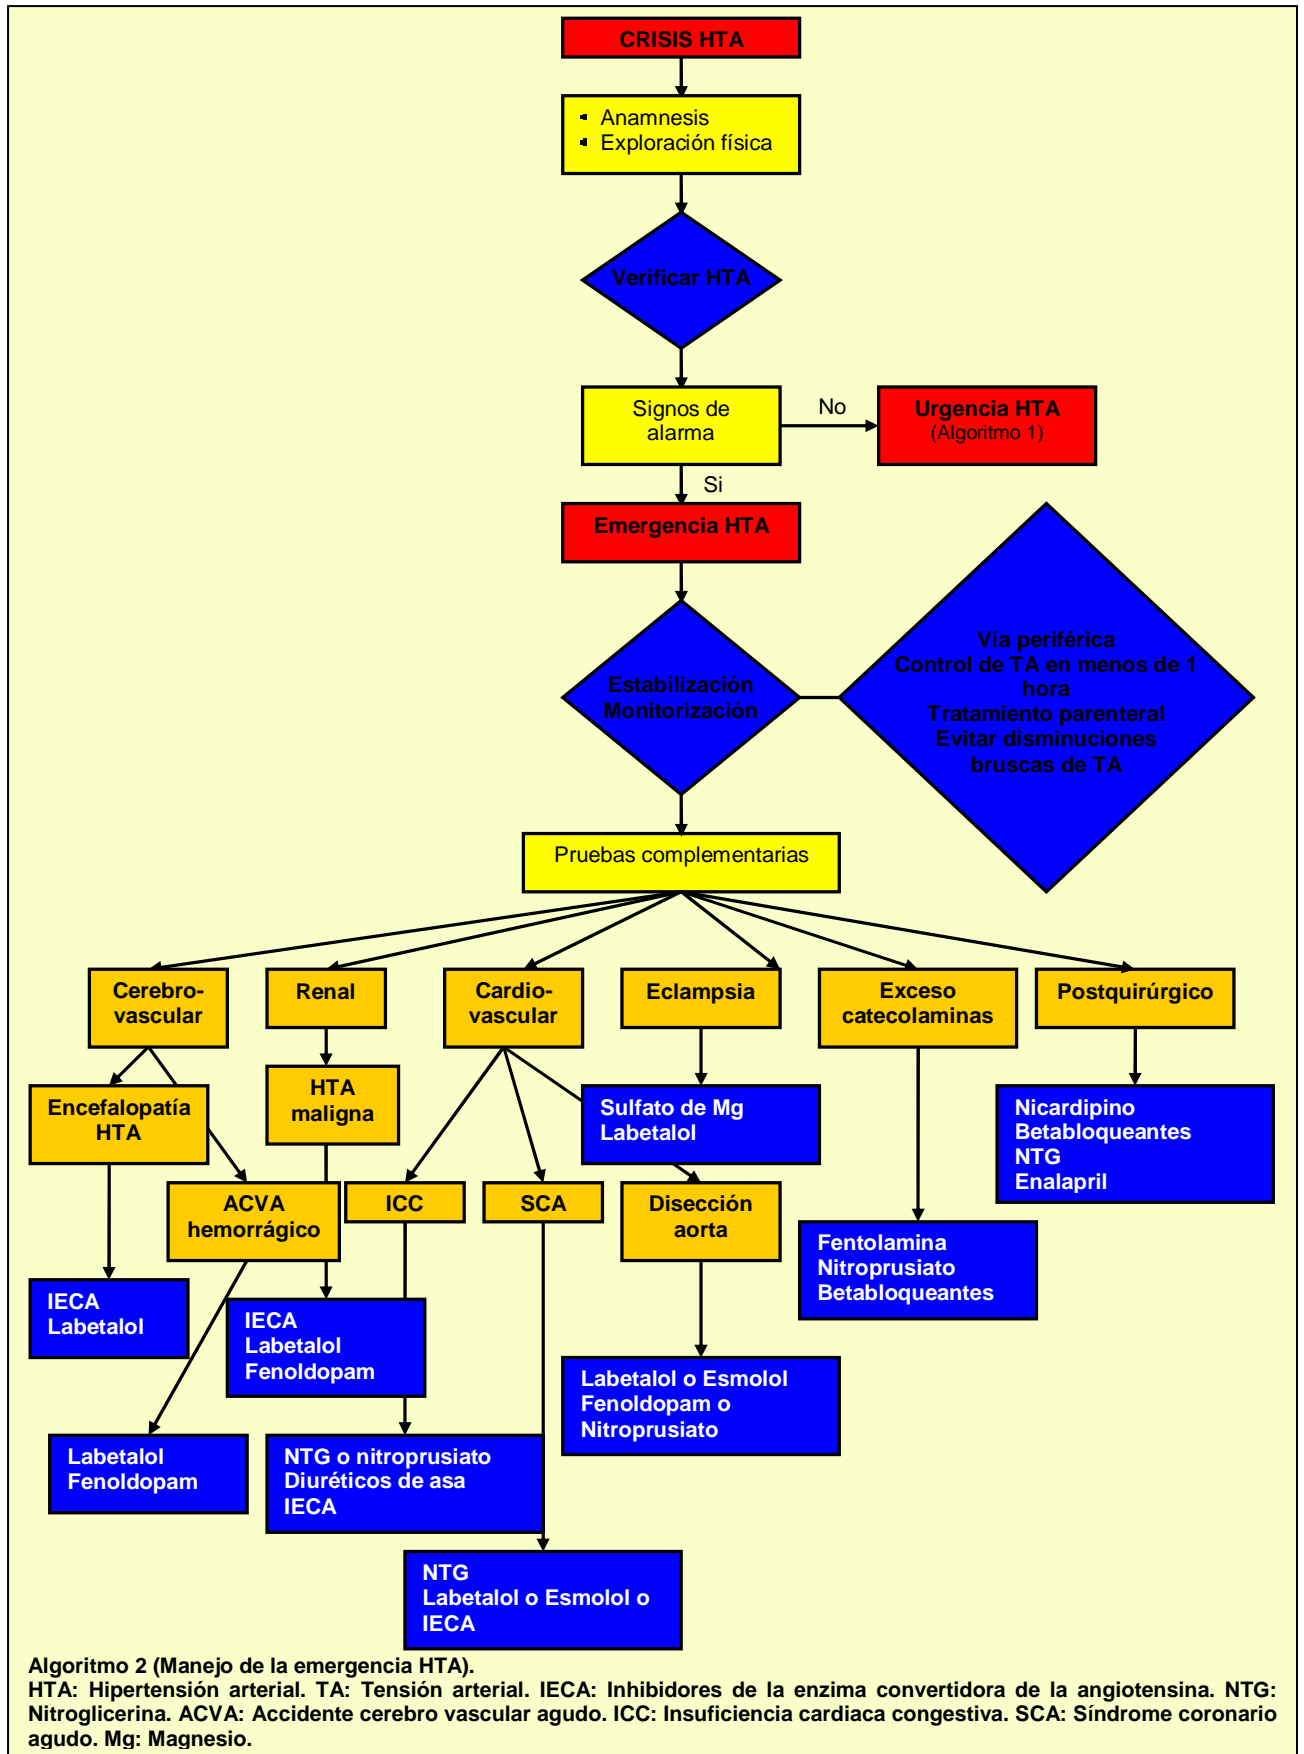 CRISIS HTA
▪ Anamnesis
▪ Exploración física
Verificar HTA
Signos de
alarma
No
Urgencia HTA
(Algoritmo 1)
Si
Emergencia HTA
Estabilización
Monitorización
Vía periférica
Control de TA en menos de 1
hora
Tratamiento parenteral
Evitar disminuciones
bruscas de TA
Pruebas complementarias
Cerebro-
vascular
Renal
Cardio-
vascular
Eclampsia
Exceso
catecolaminas
Postquirúrgico
Encefalopatía
HTA
HTA
maligna
Sulfato de Mg
Labetalol
Nicardipino
Betabloqueantes
NTG
Enalapril
ACVA
hemorrágico
ICC
SCA
Disección
aorta
Fentolamina
Nitroprusiato
Betabloqueantes
IECA
Labetalol
IECA
Labetalol
Fenoldopam
Labetalol o Esmolol
Fenoldopam o
Nitroprusiato
Labetalol
Fenoldopam
NTG o nitroprusiato
Diuréticos de asa
IECA
NTG
Labetalol o Esmolol o
IECA
Algoritmo 2 (Manejo de la emergencia HTA).
HTA: Hipertensión arterial. TA: Tensión arterial. IECA: Inhibidores de la enzima convertidora de la angiotensina. NTG:
Nitroglicerina. ACVA: Accidente cerebro vascular agudo. ICC: Insuficiencia cardiaca congestiva. SCA: Síndrome coronario
agudo. Mg: Magnesio.